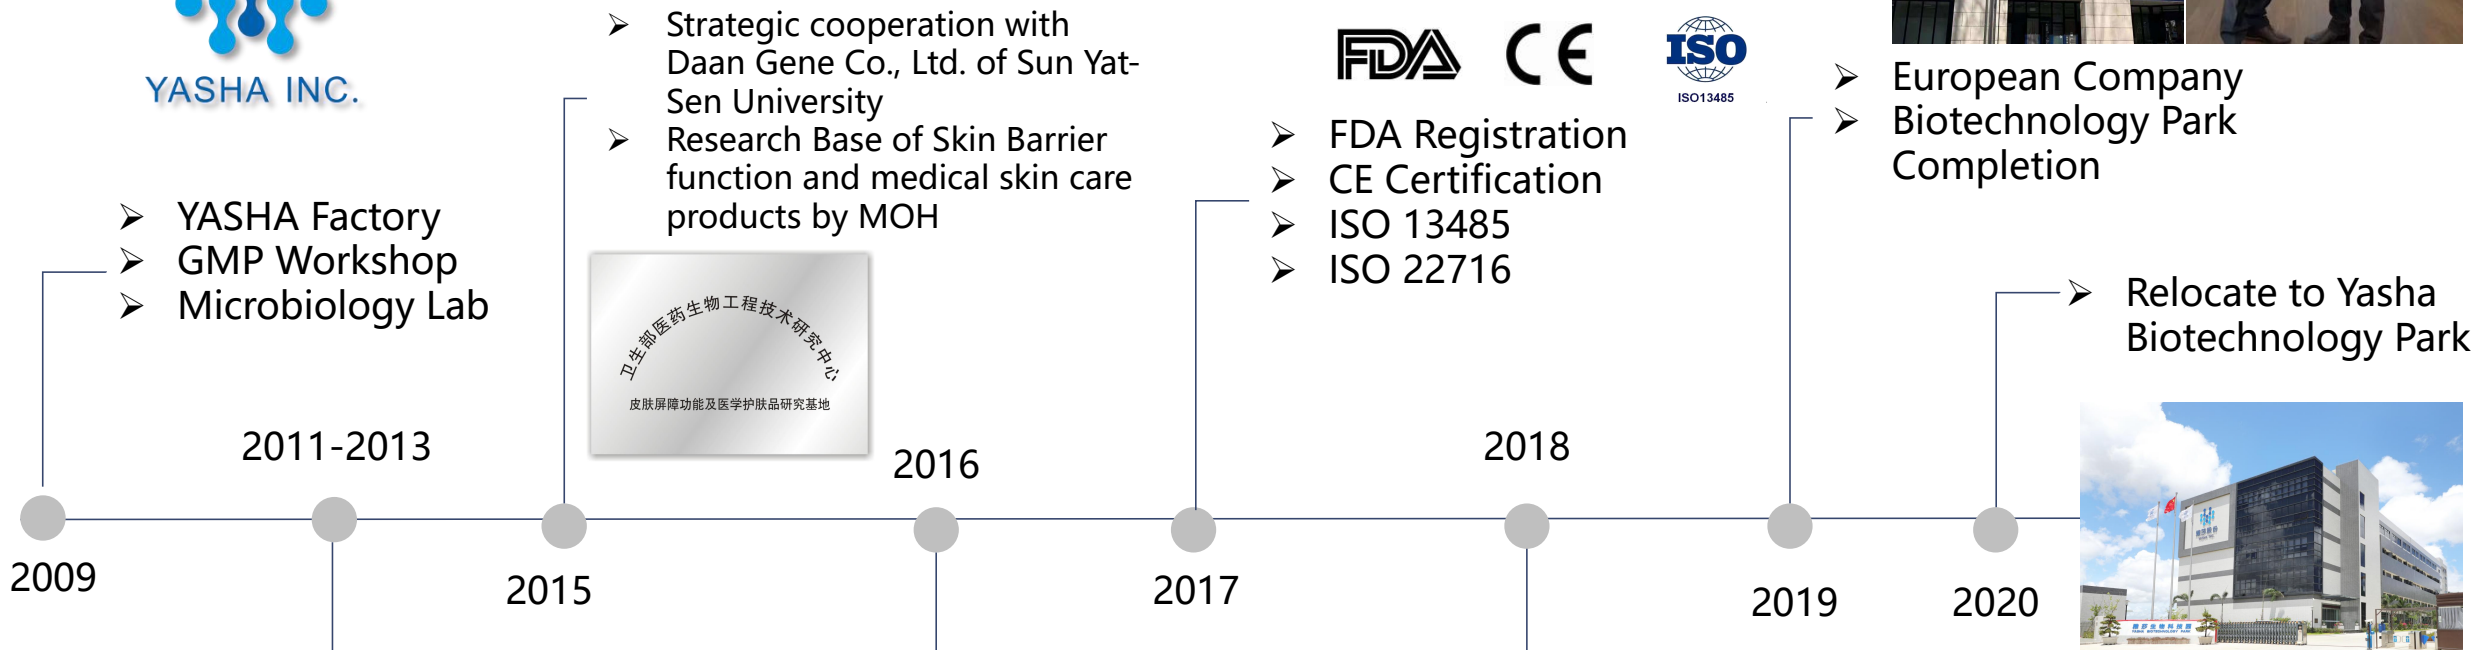 YASHA INC.
➢ YASHA Factory
➢ GMP Workshop
➢ Microbiology Lab
➢ Strategic cooperation with
Daan Gene Co., Ltd. of Sun Yat-
Sen University
➢ Research Base of Skin Barrier
function and medical skin care
products by MOH
卫生部医药生物工程技术研究中心
皮肤屏障功能及医学护肤品研究基地
FDA CE ISO
ISO13485
➢ FDA Registration
➢ CE Certification
➢ ISO 13485
➢ ISO 22716
➢ European Company
➢ Biotechnology Park
Completion
➢ Relocate to Yasha
Biotechnology Park
2009
2011-2013
2015
2016
2017
2018
2019
2020
YASHA BIOTECHNOLOGY PARK